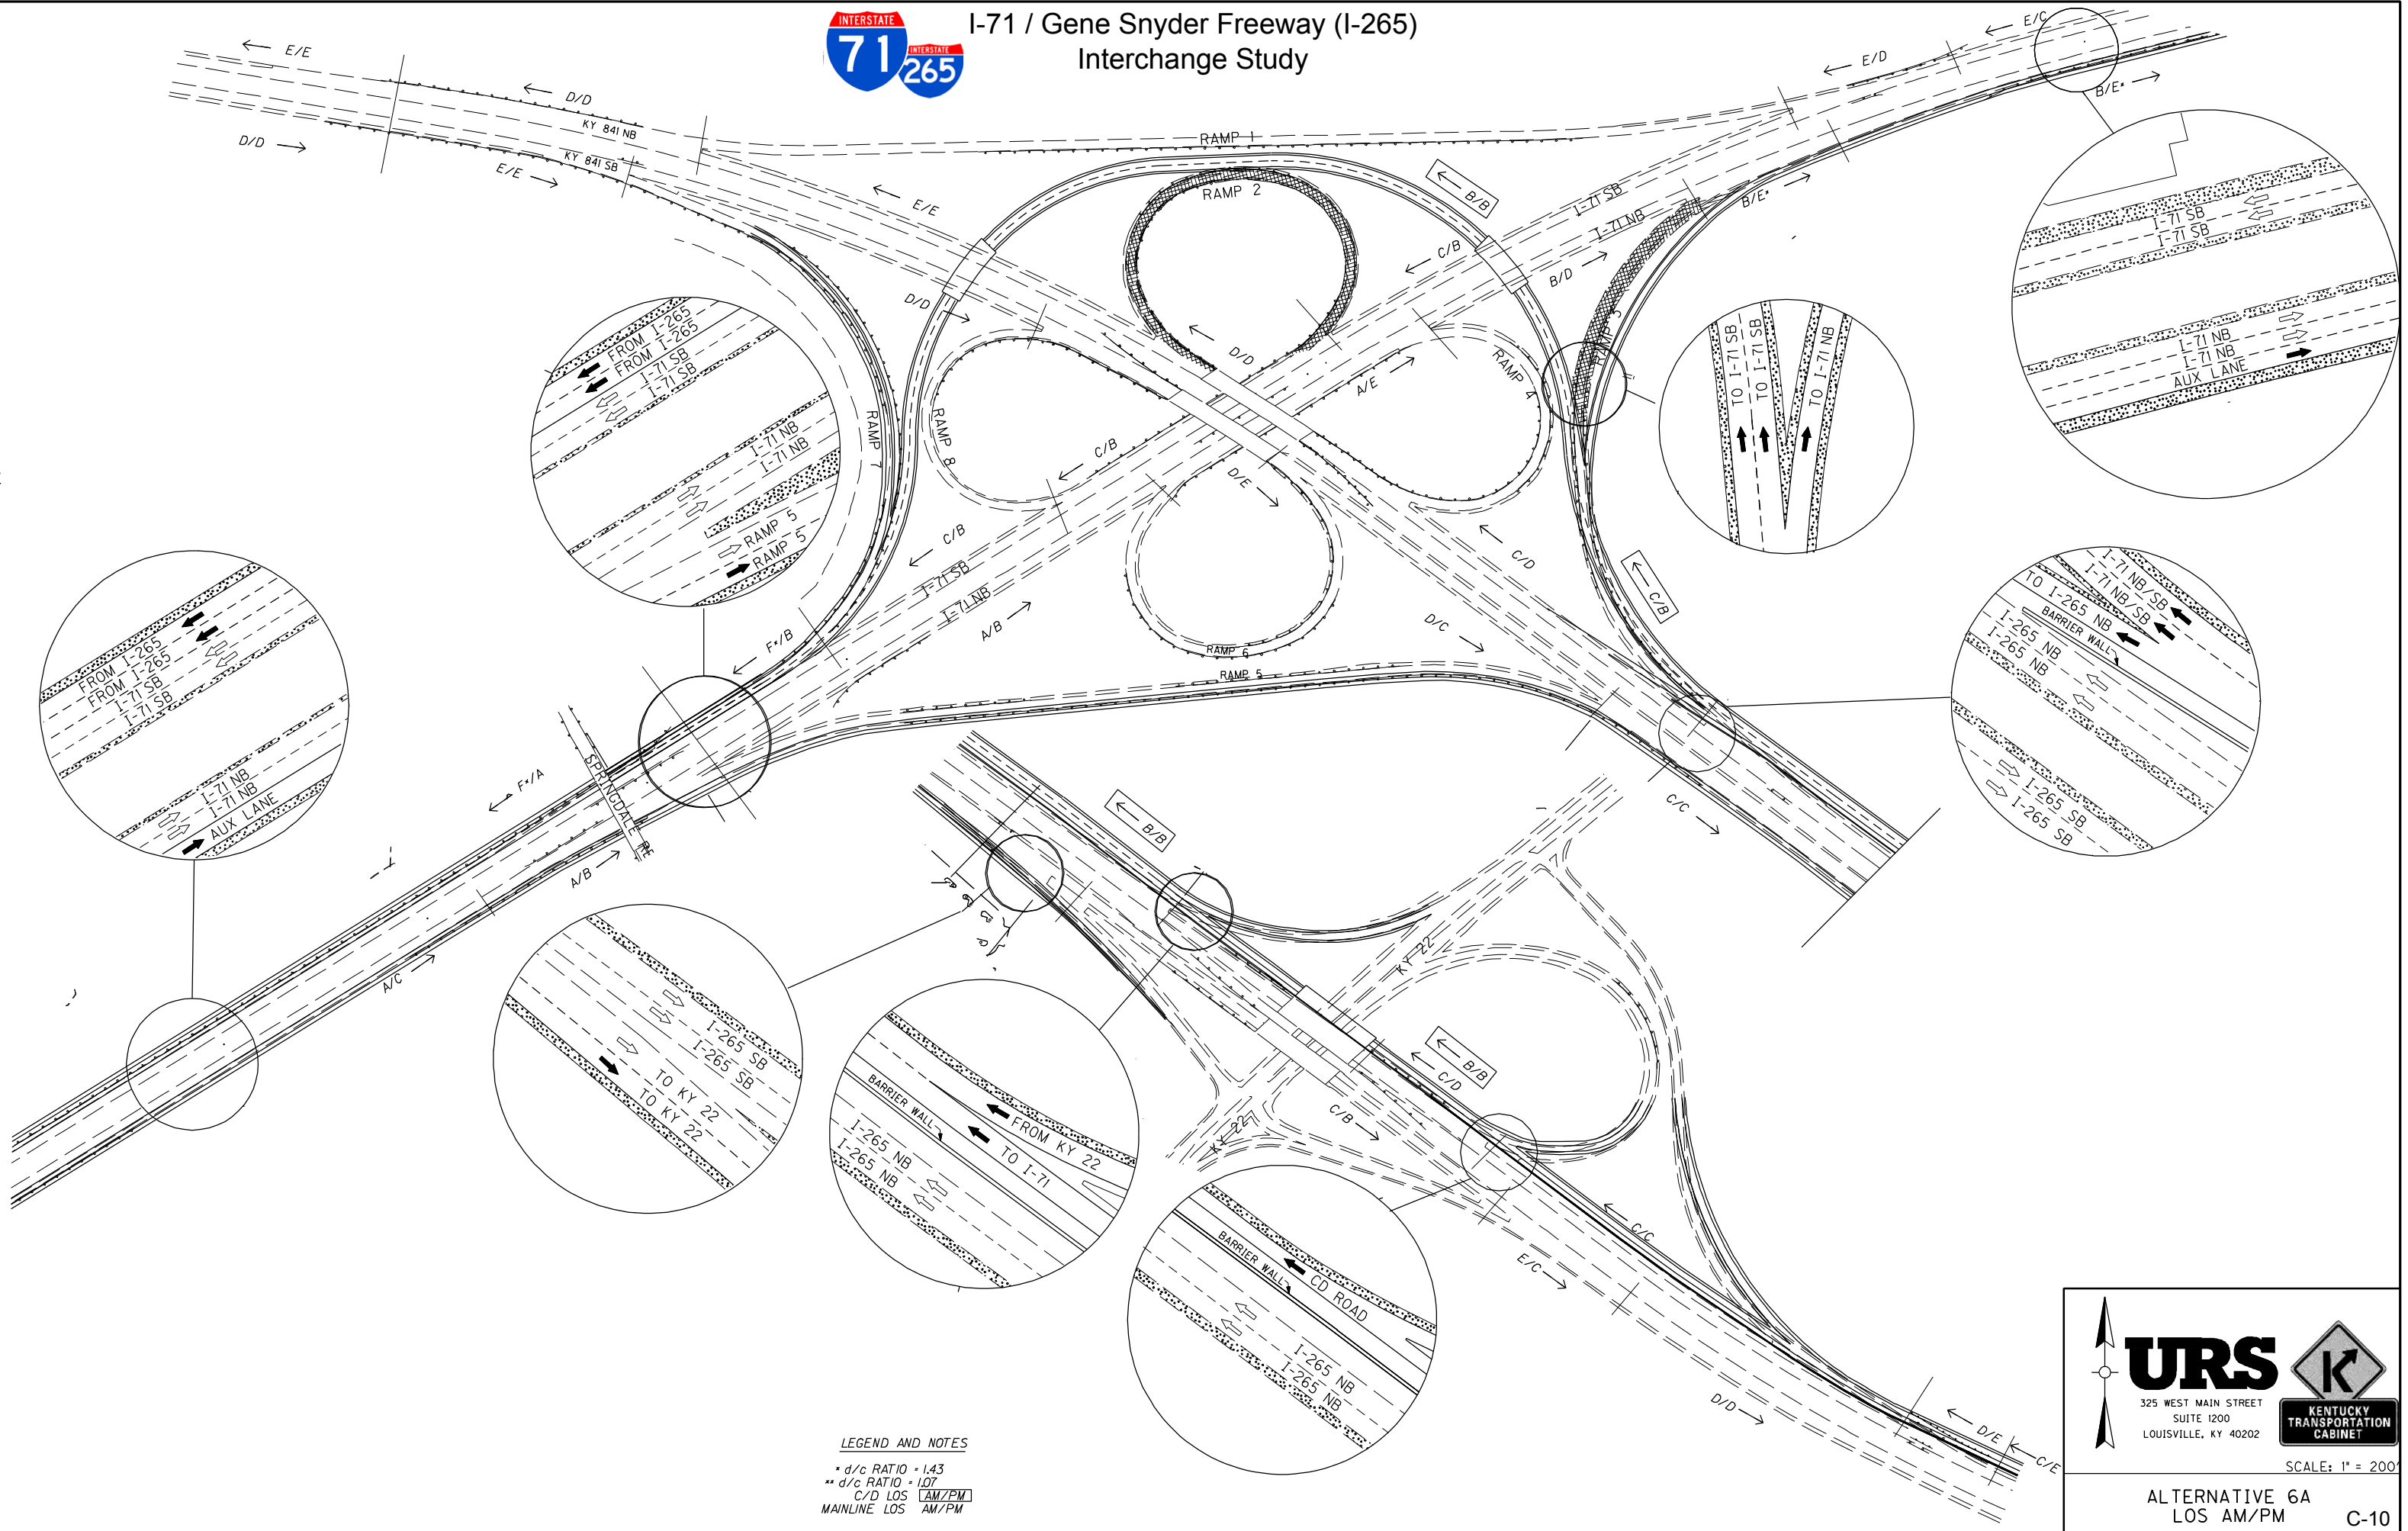 INTERSTATE
71
INTERSTATE
265
I-71 / Gene Snyder Freeway (I-265)
Interchange Study
E/E
D/D
KY 841 NB
D/D
KY 841 SB
E/E
RAMP 1
E/C
E/D
B/E*
RAMP 2
B/B
E/E
I-71 SB
I-71 NB
B/E*
C/B
B/D
D/D
D/D
RAMP 3
RAMP 4
A/E
RAMP 7
RAMP 8
C/B
D/E
C/B
C/D
I-71 SB
I-71 NB
A/B
C/B
D/C
F*/B
RAMP 6
RAMP 5
F*/A
SPRINGDALE RD
A/B
C/C
A/C
FROM I-265
FROM I-265
I-71 SB
I-71 SB
I-71 NB
I-71 NB
RAMP 5
RAMP 5
TO I-71 SB
TO I-71 SB
TO I-71 NB
I-71 SB
I-71 SB
I-71 NB
I-71 NB
AUX LANE
FROM I-265
FROM I-265
I-71 SB
I-71 SB
I-71 NB
I-71 NB
AUX LANE
I-71 NB/SB
I-71 NB/SB
TO I-265 NB
BARRIER WALL
I-265 NB
I-265 NB
I-265 SB
I-265 SB
B/B
KY 22
B/B
C/D
C/B
KY 22
I-265 SB
I-265 SB
TO KY 22
TO KY 22
FROM KY 22
TO I-71
BARRIER WALL
I-265 NB
I-265 NB
CD ROAD
BARRIER WALL
I-265 NB
I-265 NB
C/C
E/C
D/D
D/E
C/E
LEGEND AND NOTES
* d/c RATIO = 1.43
** d/c RATIO = 1.07
C/D LOS AM/PM
MAINLINE LOS AM/PM
URS
325 WEST MAIN STREET
SUITE 1200
LOUISVILLE, KY 40202
KENTUCKY
TRANSPORTATION
CABINET
SCALE: 1" = 200'
ALTERNATIVE 6A
LOS AM/PM
C-10